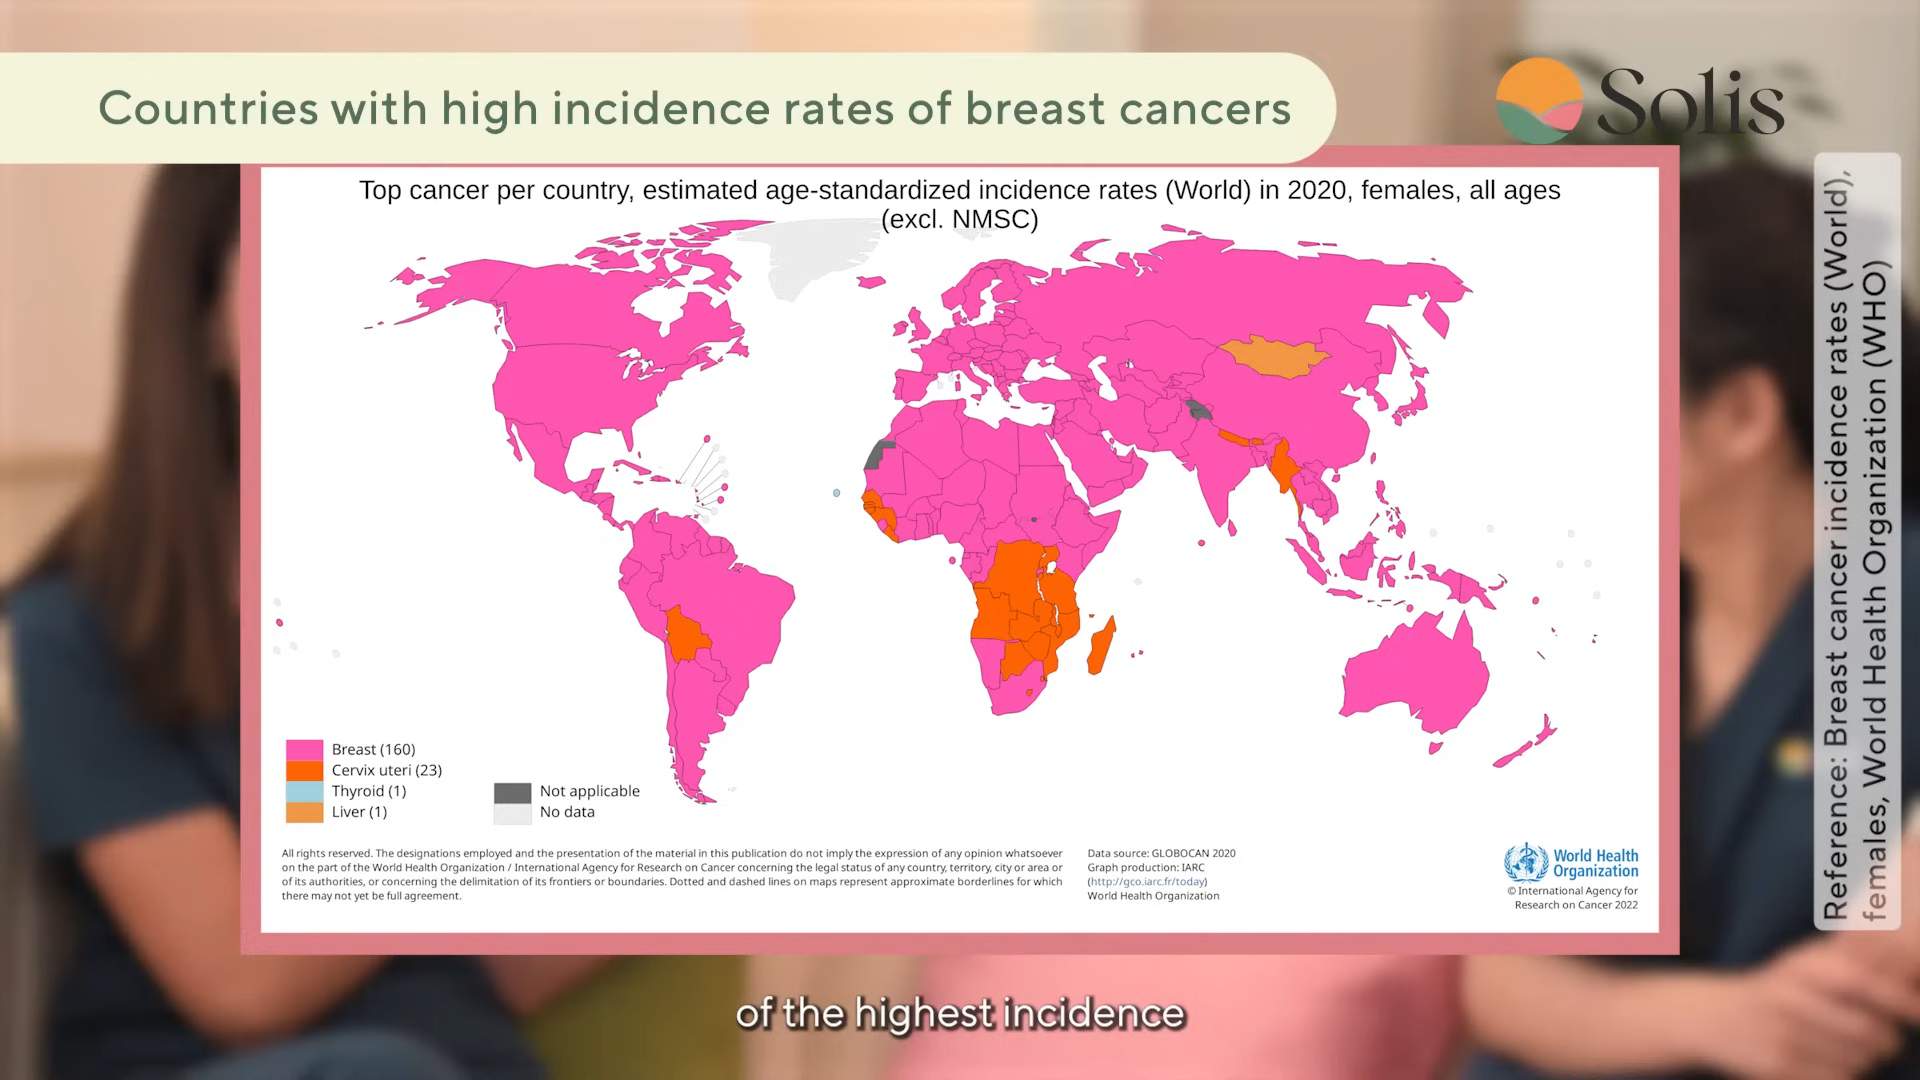 Countries with high incidence rates of breast cancers
Solis
Top cancer per country, estimated age-standardized incidence rates (World) in 2020, females, all ages
(excl. NMSC)
Breast (160)
Cervix uteri (23)
Thyroid (1)
Liver (1)
Not applicable
No data
All rights reserved. The designations employed and the presentation of the material in this publication do not imply the expression of any opinion whatsoever
on the part of the World Health Organization / International Agency for Research on Cancer concerning the legal status of any country, territory, city or area or
of its authorities, or concerning the delimitation of its frontiers or boundaries. Dotted and dashed lines on maps represent approximate borderlines for which
there may not yet be full agreement.
Data source: GLOBOCAN 2020
Graph production: IARC
(http://gco.iarc.fr/today)
World Health Organization
World Health
Organization
© International Agency for
Research on Cancer 2022
Reference: Breast cancer incidence rates (World),
females, World Health Organization (WHO)
of the highest incidence